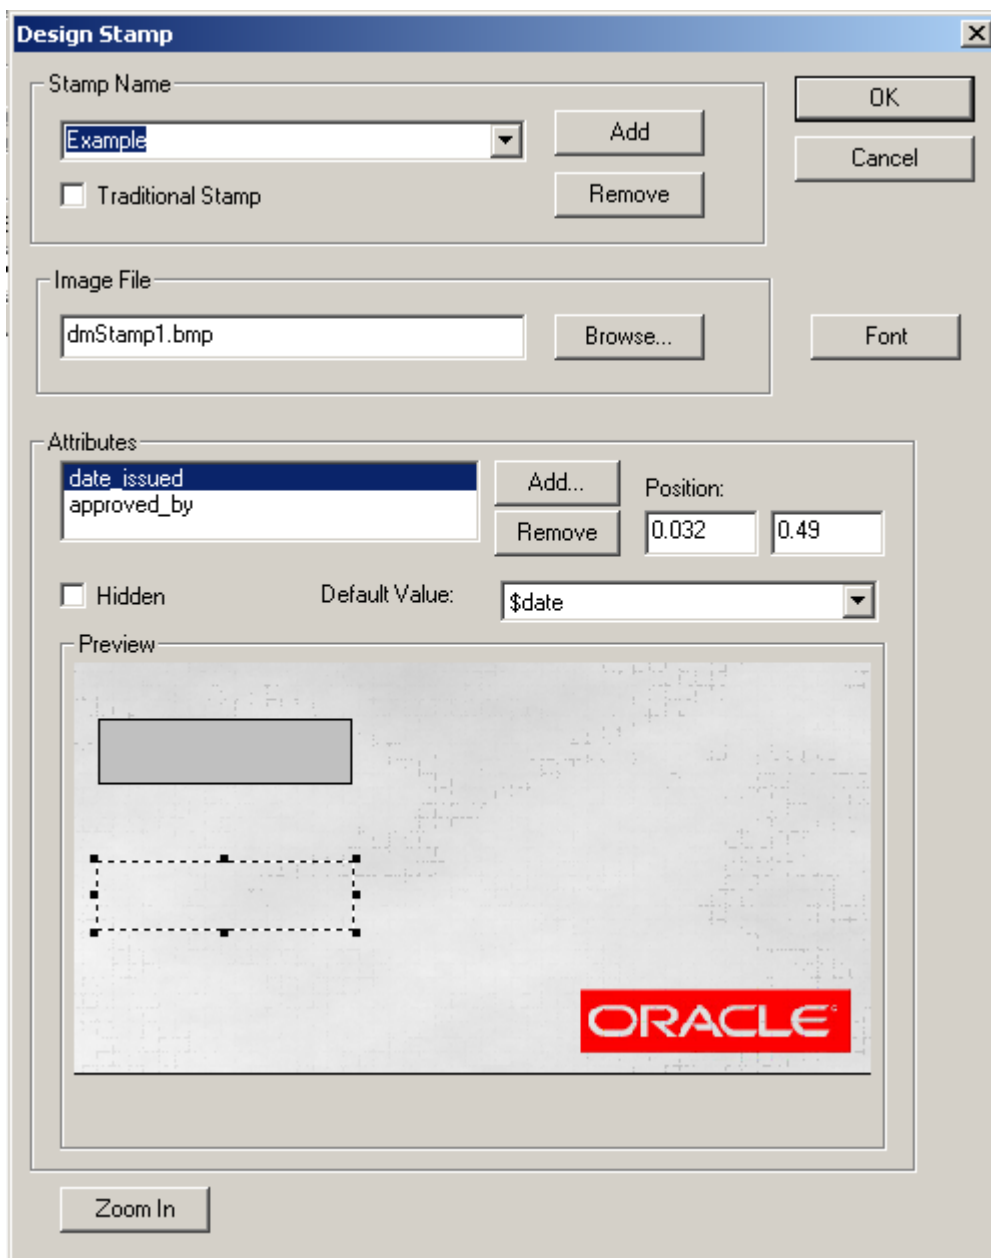 Design Stamp
Stamp Name
OK
Example
Add
Cancel
Traditional Stamp
Remove
Image File
dmStamp1.bmp
Browse...
Font
Attributes
date_issued
approved_by
Add...
Position:
Remove
0.032
0.49
Hidden
Default Value:
$date
Preview
ORACLE
Zoom In